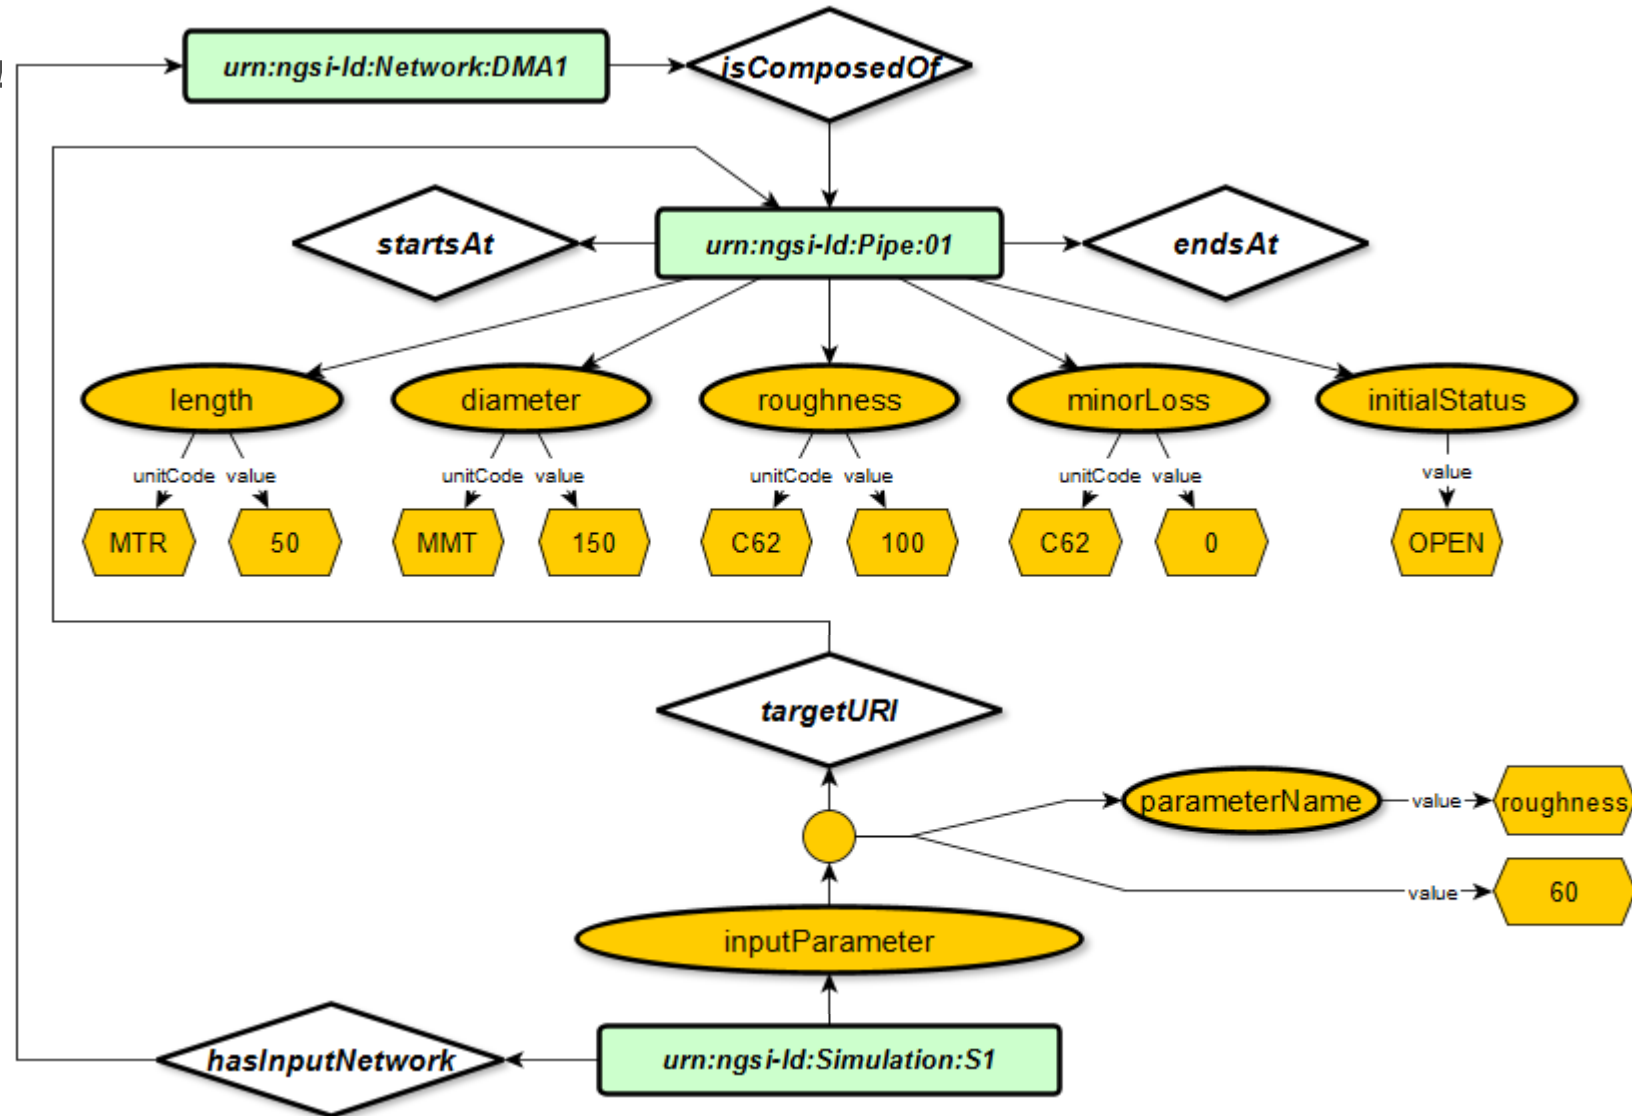 urn:ngsi-ld:Network:DMA1
isComposedOf
startsAt
urn:ngsi-ld:Pipe:01
endsAt
length
diameter
roughness
minorLoss
initialStatus
unitCode value
unitCode value
unitCode value
unitCode value
value
MTR
50
MMT
150
C62
100
C62
0
OPEN
targetURI
parameterName
value
roughness
value
60
inputParameter
hasInputNetwork
urn:ngsi-ld:Simulation:S1